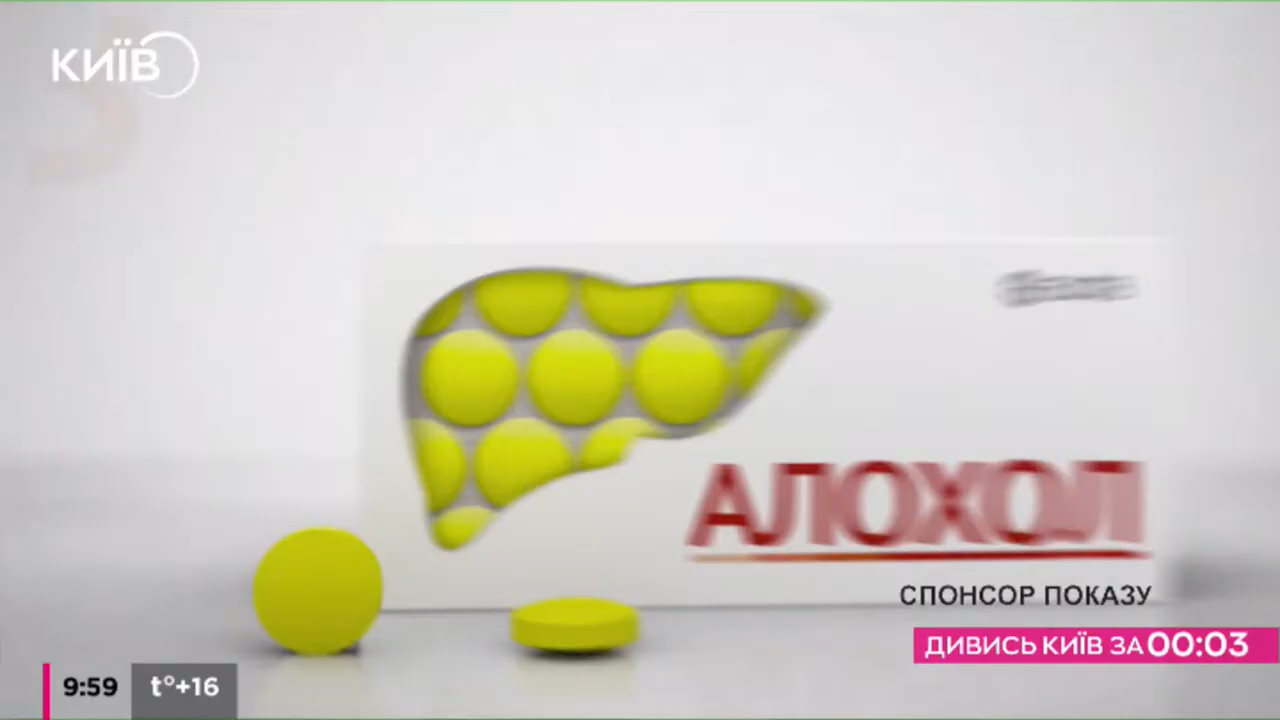 КИЇВ
АЛОХОЛ
СПОНСОР ПОКАЗУ
ДИВИСЬ КИЇВ ЗА 00:03
9:59 t°+16